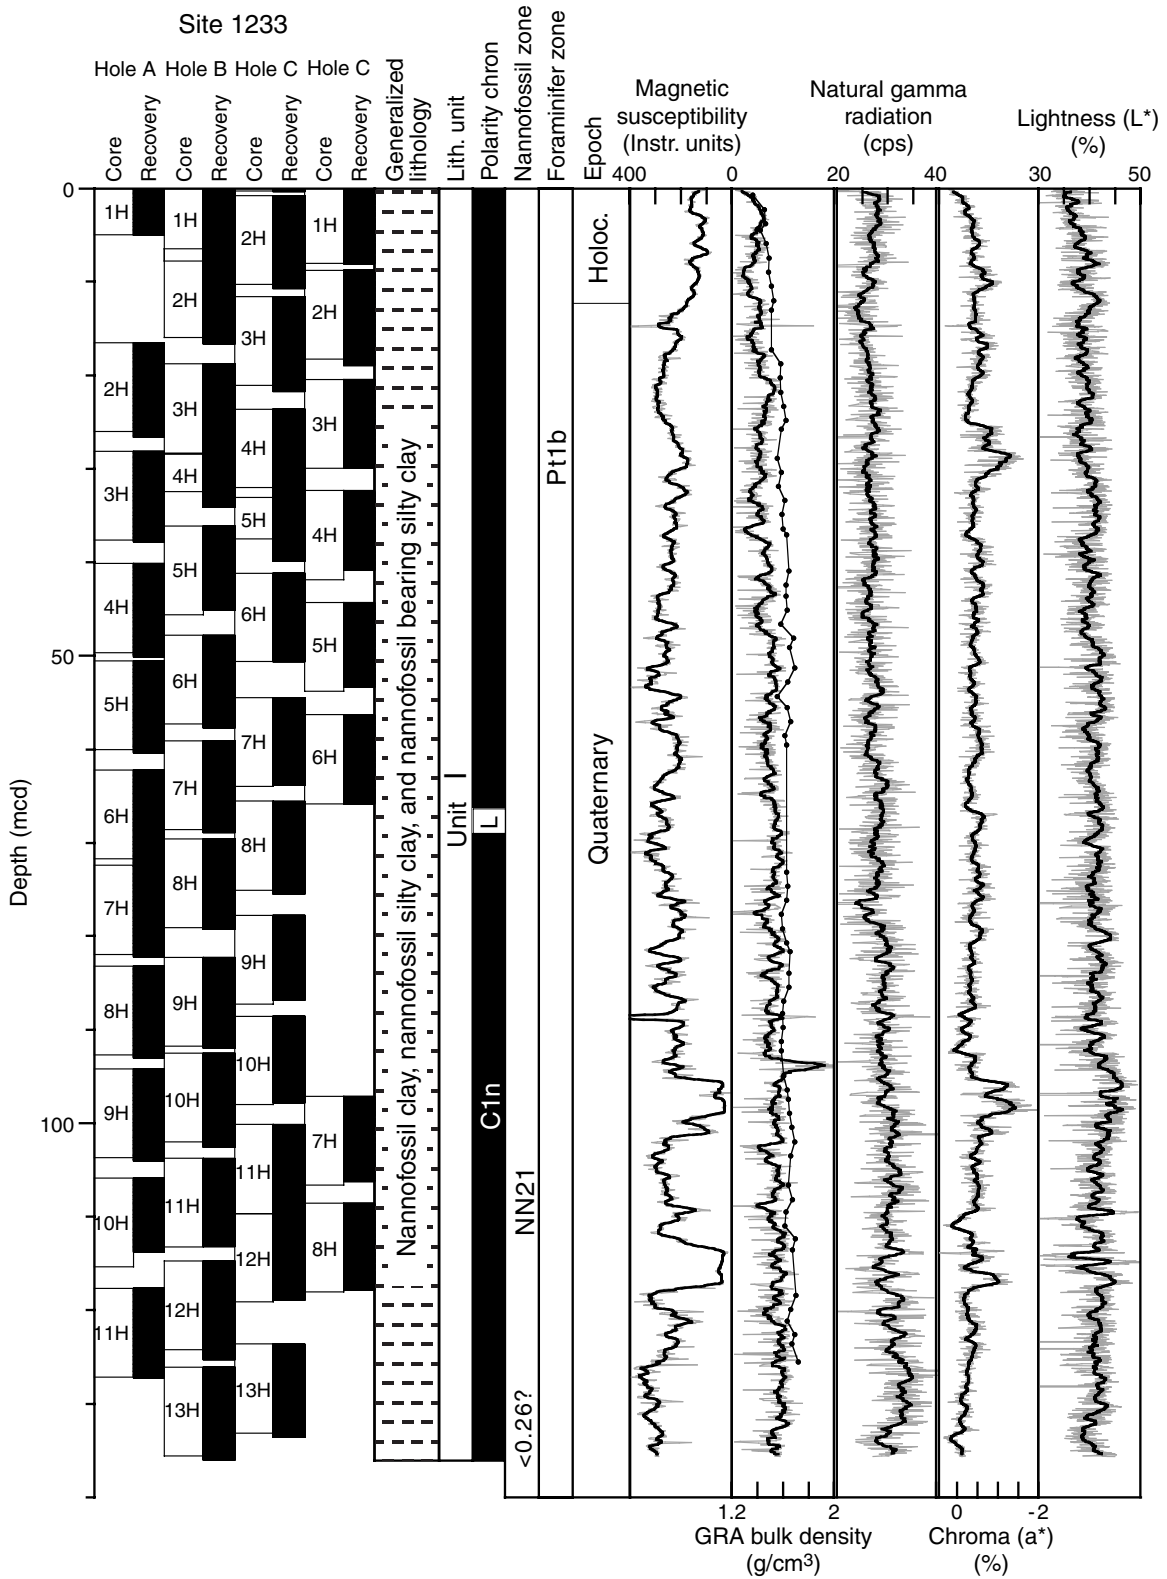 Site 1233
Hole A
Hole B
Hole C
Hole C
Core
Recovery
Core
Recovery
Core
Recovery
Core
Recovery
Generalized
lithology
Lith. unit
Polarity chron
Nannofossil zone
Foraminifer zone
Epoch
Magnetic
susceptibility
(Instr. units)
Natural gamma
radiation
(cps)
Lightness (L*)
(%)
400
0
20
40
30
50
Depth (mcd)
0
50
100
1H
2H
3H
4H
5H
6H
7H
8H
9H
10H
11H
1H
2H
3H
4H
5H
6H
7H
8H
9H
10H
11H
12H
13H
2H
3H
4H
5H
6H
7H
8H
9H
10H
11H
12H
13H
1H
2H
3H
4H
5H
6H
7H
8H
Nannofossil clay, nannofossil silty clay, and nannofossil bearing silty clay
Unit I
L
C1n
NN21
<0.26?
Pt1b
Holoc.
Quaternary
1.2
2
0
-2
GRA bulk density
(g/cm3)
Chroma (a*)
(%)